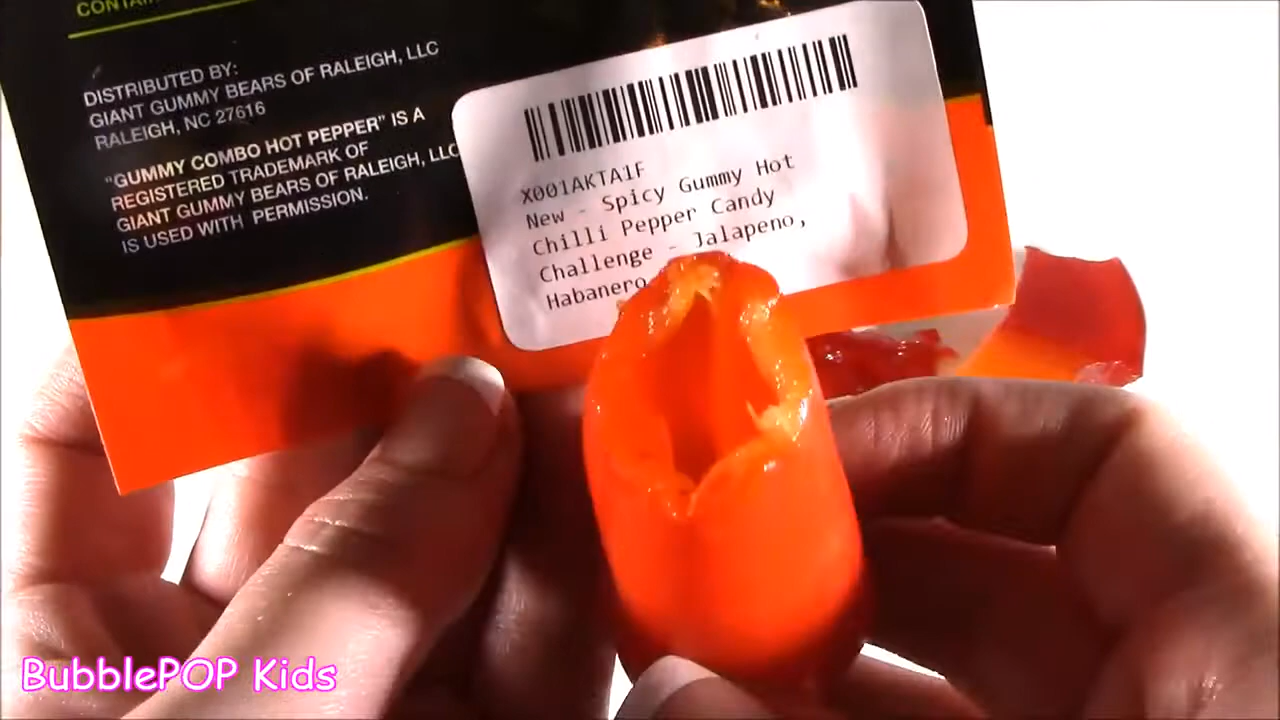 DISTRIBUTED BY:
GIANT GUMMY BEARS OF RALEIGH, LLC
RALEIGH, NC 27616
"GUMMY COMBO HOT PEPPER" IS A
REGISTERED TRADEMARK OF
GIANT GUMMY BEARS OF RALEIGH, LLC
IS USED WITH PERMISSION.
X001AKTA1F
New - Spicy Gummy Hot
Chilli Pepper Candy
Challenge - Jalapeno,
Habanero
BubblePOP Kids